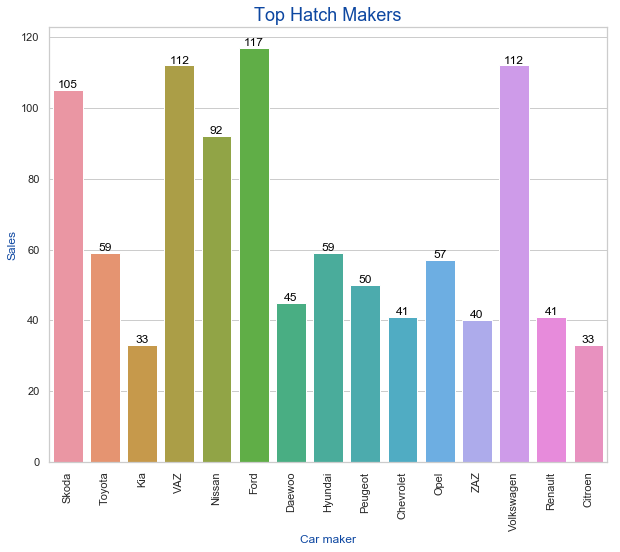 Top Hatch Makers
120
100
80
60
40
20
0
Sales
105
59
33
112
92
117
45
59
50
41
57
40
112
41
33
Skoda
Toyota
Kia
VAZ
Nissan
Ford
Daewoo
Hyundai
Peugeot
Chevrolet
Opel
ZAZ
Volkswagen
Renault
Citroen
Car maker